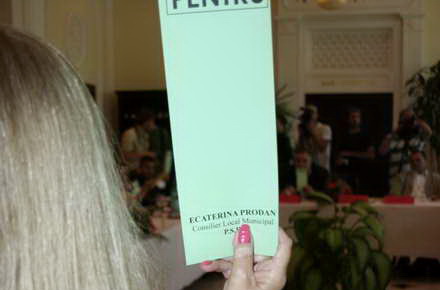 PENTRU
ECATERINA PRODAN
Consilier Local Municipal